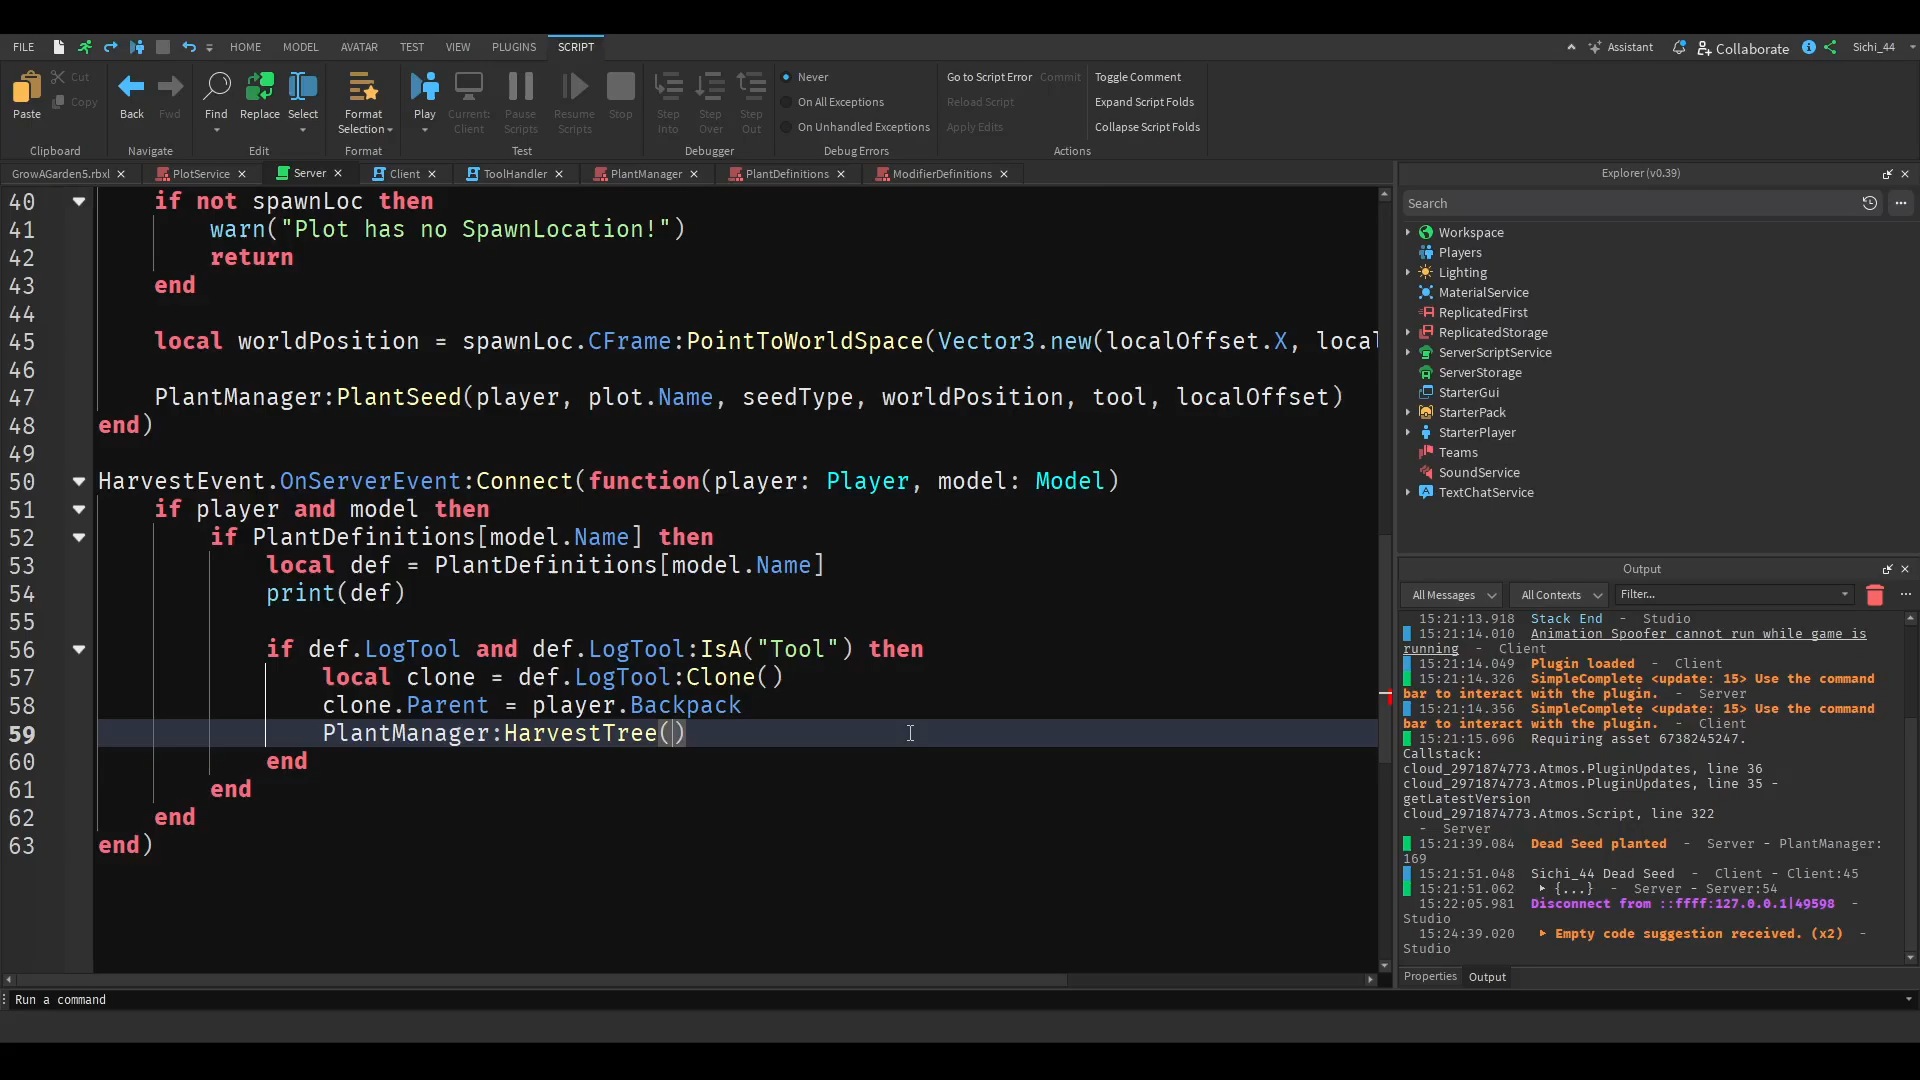 FILE HOME MODEL AVATAR TEST VIEW PLUGINS SCRIPT Assistant Collaborate Sichi_44
Paste Cut Copy
Clipboard
Back Fwd
Navigate
Find Replace Select
Edit
Format Selection
Format
Play Current: Client Pause Scripts Resume Scripts Stop
Test
Step Into Step Over Step Out
Debugger
Never
On All Exceptions
On Unhandled Exceptions
Debug Errors
Go to Script Error Commit
Reload Script
Apply Edits
Toggle Comment
Expand Script Folds
Collapse Script Folds
Actions
GrowAGarden5.rbxl PlotService Server Client ToolHandler PlantManager PlantDefinitions ModifierDefinitions
40 if not spawnLoc then
41 warn("Plot has no SpawnLocation!")
42 return
43 end
44
45 local worldPosition = spawnLoc.CFrame:PointToWorldSpace(Vector3.new(localOffset.X, local
46
47 PlantManager:PlantSeed(player, plot.Name, seedType, worldPosition, tool, localOffset)
48 end)
49
50 HarvestEvent.OnServerEvent:Connect(function(player: Player, model: Model)
51 if player and model then
52 if PlantDefinitions[model.Name] then
53 local def = PlantDefinitions[model.Name]
54 print(def)
55
56 if def.LogTool and def.LogTool:IsA("Tool") then
57 local clone = def.LogTool:Clone()
58 clone.Parent = player.Backpack
59 PlantManager:HarvestTree()
60 end
61 end
62 end
63 end)
Explorer (v0.39)
Search
Workspace
Players
Lighting
MaterialService
ReplicatedFirst
ReplicatedStorage
ServerScriptService
ServerStorage
StarterGui
StarterPack
StarterPlayer
Teams
SoundService
TextChatService
Output
All Messages All Contexts Filter...
15:21:13.918 Stack End - Studio
15:21:14.010 Animation Spoofer cannot run while game is
running - Client
15:21:14.049 Plugin loaded - Client
15:21:14.326 SimpleComplete <update: 15> Use the command
bar to interact with the plugin. - Server
15:21:14.356 SimpleComplete <update: 15> Use the command
bar to interact with the plugin. - Client
15:21:15.696 Requiring asset 6738245247.
Callstack:
cloud_2971874773.Atmos.PluginUpdates, line 36
cloud_2971874773.Atmos.PluginUpdates, line 35 -
getLatestVersion
cloud_2971874773.Atmos.Script, line 322
- Server
15:21:39.084 Dead Seed planted - Server - PlantManager:
169
15:21:51.048 Sichi_44 Dead Seed - Client - Client:45
15:21:51.062 {...} - Server - Server:54
15:22:05.981 Disconnect from ::ffff:127.0.0.1|49598 -
Studio
15:24:39.020 Empty code suggestion received. (x2) -
Studio
Properties Output
Run a command